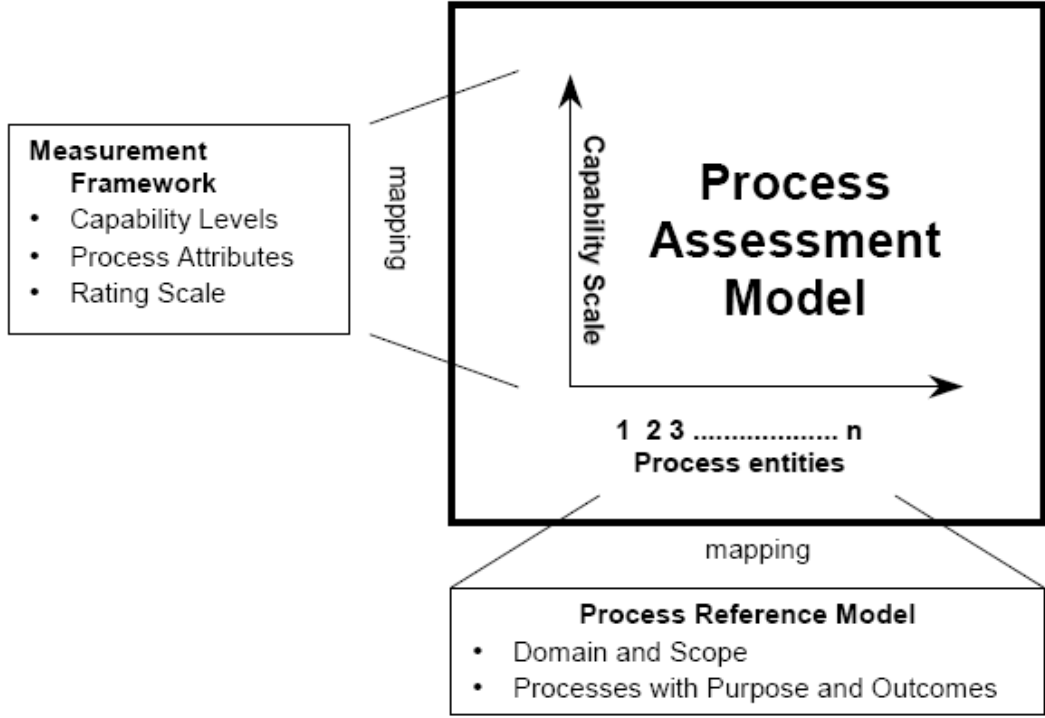 Measurement
Framework
• Capability Levels
• Process Attributes
• Rating Scale
mapping
Capability Scale
Process
Assessment
Model
1 2 3 ................... n
Process entities
mapping
Process Reference Model
• Domain and Scope
• Processes with Purpose and Outcomes